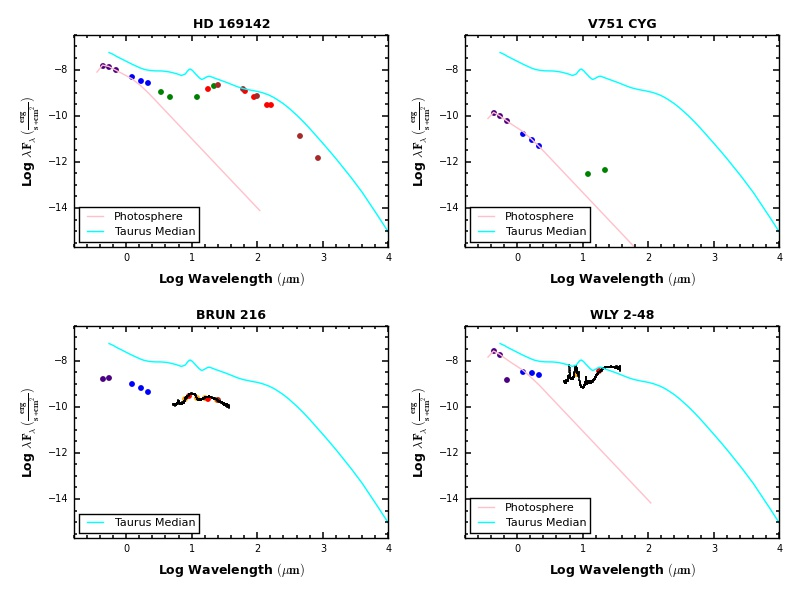 HD 169142
V751 CYG
−8
−10
−12
−14
Log λF_λ (erg / s∗cm²)
0 1 2 3 4
Log Wavelength (μm)
Photosphere
Taurus Median
−8
−10
−12
−14
Log λF_λ (erg / s∗cm²)
0 1 2 3 4
Log Wavelength (μm)
Photosphere
Taurus Median
BRUN 216
WLY 2-48
−8
−10
−12
−14
Log λF_λ (erg / s∗cm²)
0 1 2 3 4
Log Wavelength (μm)
Taurus Median
−8
−10
−12
−14
Log λF_λ (erg / s∗cm²)
0 1 2 3 4
Log Wavelength (μm)
Photosphere
Taurus Median